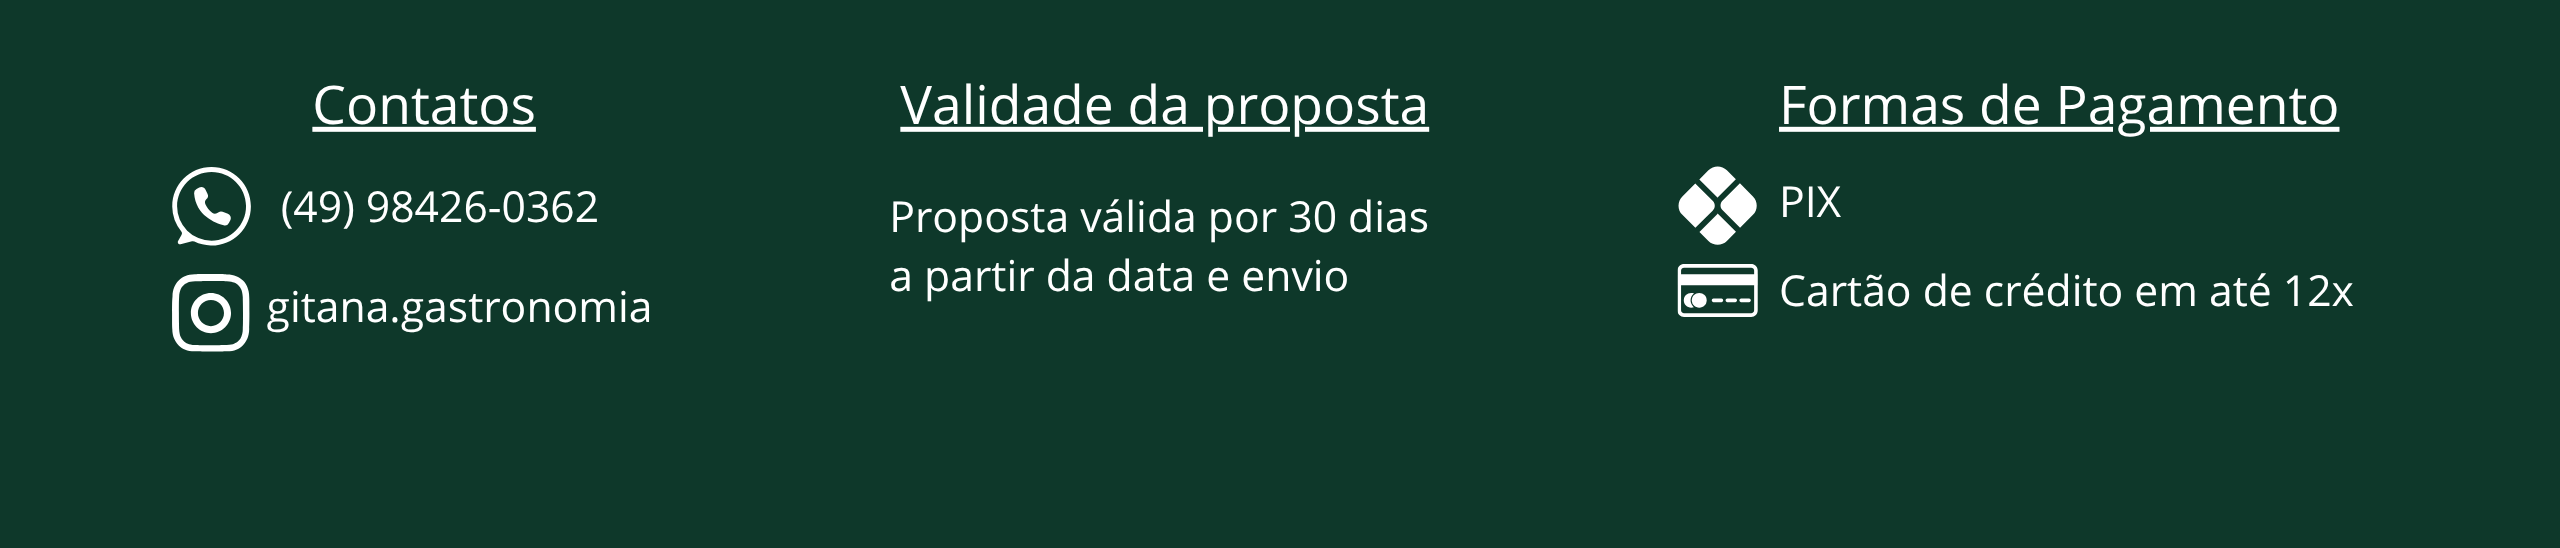 Contatos
(49) 98426-0362
gitana.gastronomia
Validade da proposta
Proposta válida por 30 dias
a partir da data e envio
Formas de Pagamento
PIX
Cartão de crédito em até 12x